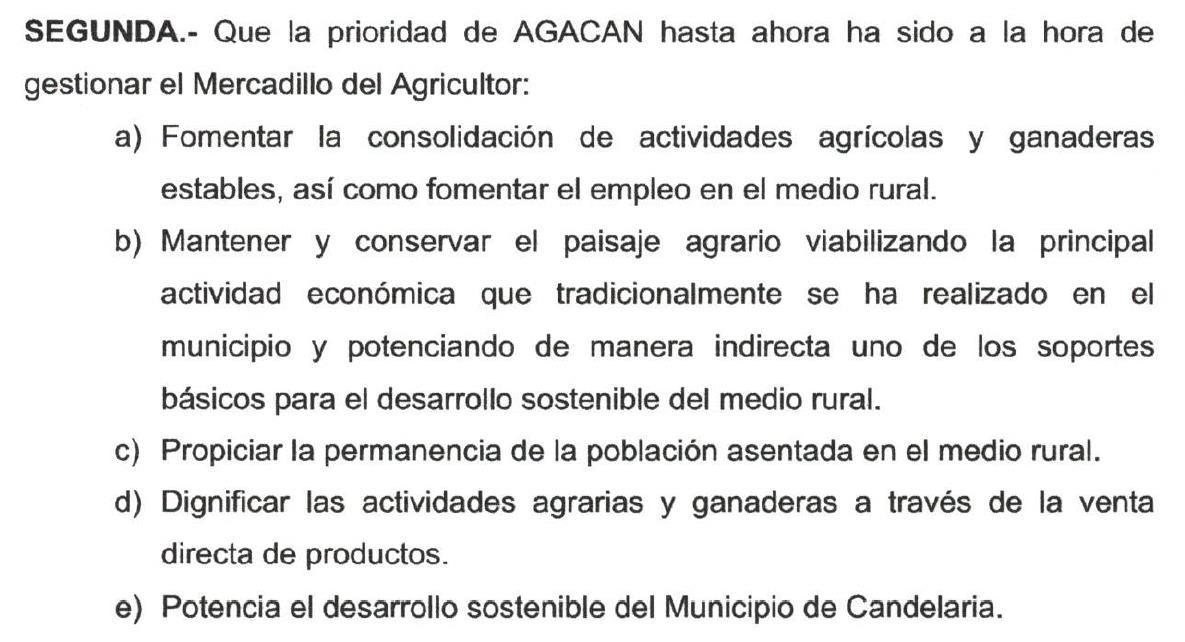 SEGUNDA.- Que la prioridad de AGACAN hasta ahora ha sido a la hora de
gestionar el Mercadillo del Agricultor:
a) Fomentar la consolidación de actividades agrícolas y ganaderas
estables, así como fomentar el empleo en el medio rural.
b) Mantener y conservar el paisaje agrario viabilizando la principal
actividad económica que tradicionalmente se ha realizado en el
municipio y potenciando de manera indirecta uno de los soportes
básicos para el desarrollo sostenible del medio rural.
c) Propiciar la permanencia de la población asentada en el medio rural.
d) Dignificar las actividades agrarias y ganaderas a través de la venta
directa de productos.
e) Potencia el desarrollo sostenible del Municipio de Candelaria.